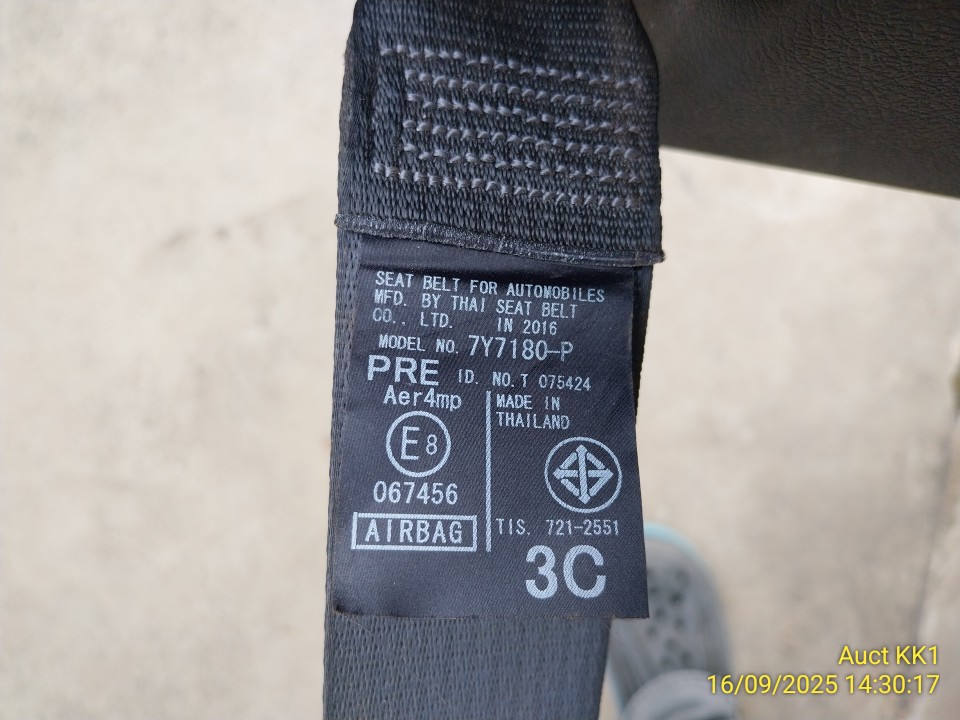 SEAT BELT FOR AUTOMOBILES
MFD. BY THAI SEAT BELT
CO., LTD. IN 2016
MODEL NO. 7Y7180-P
PRE ID. NO. T 075424
Aer4mp
E8
067456
AIRBAG
MADE IN
THAILAND
TIS. 721-2551
3C
Auct KK1
16/09/2025 14:30:17